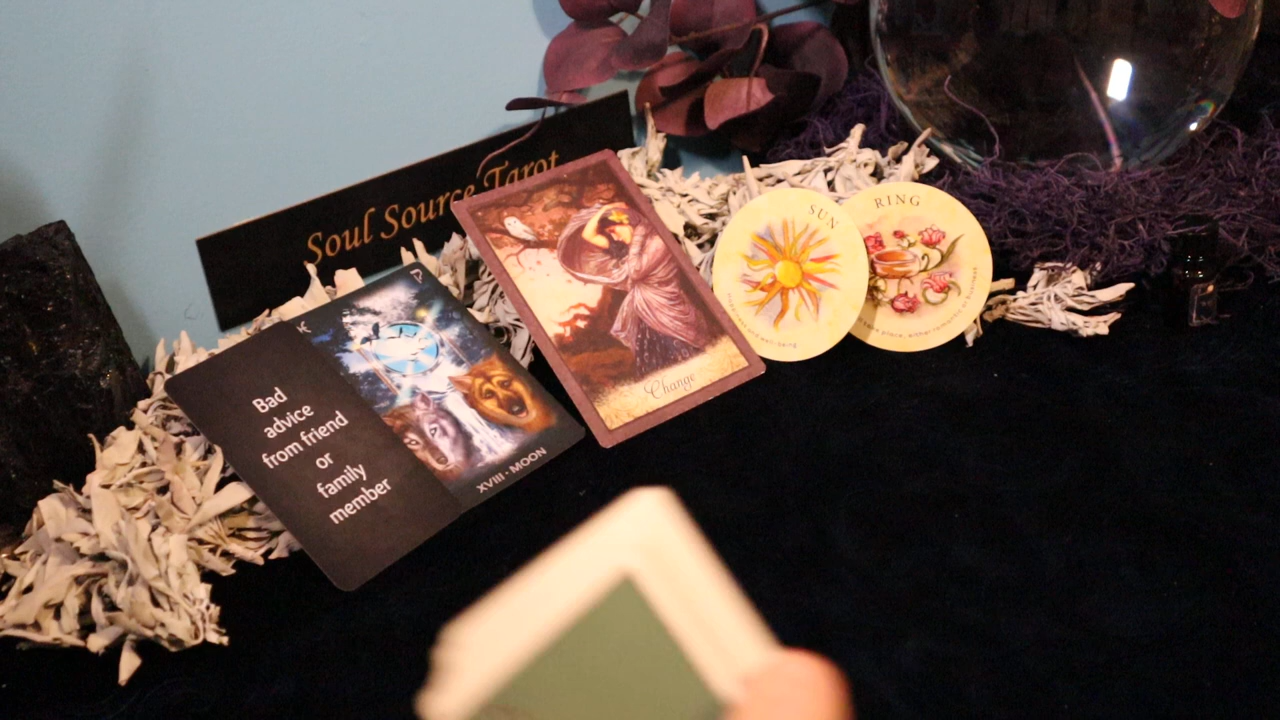 Soul Source Tarot
Bad
advice
from friend
or
family
member
XVIII · MOON
Change
SUN
RING